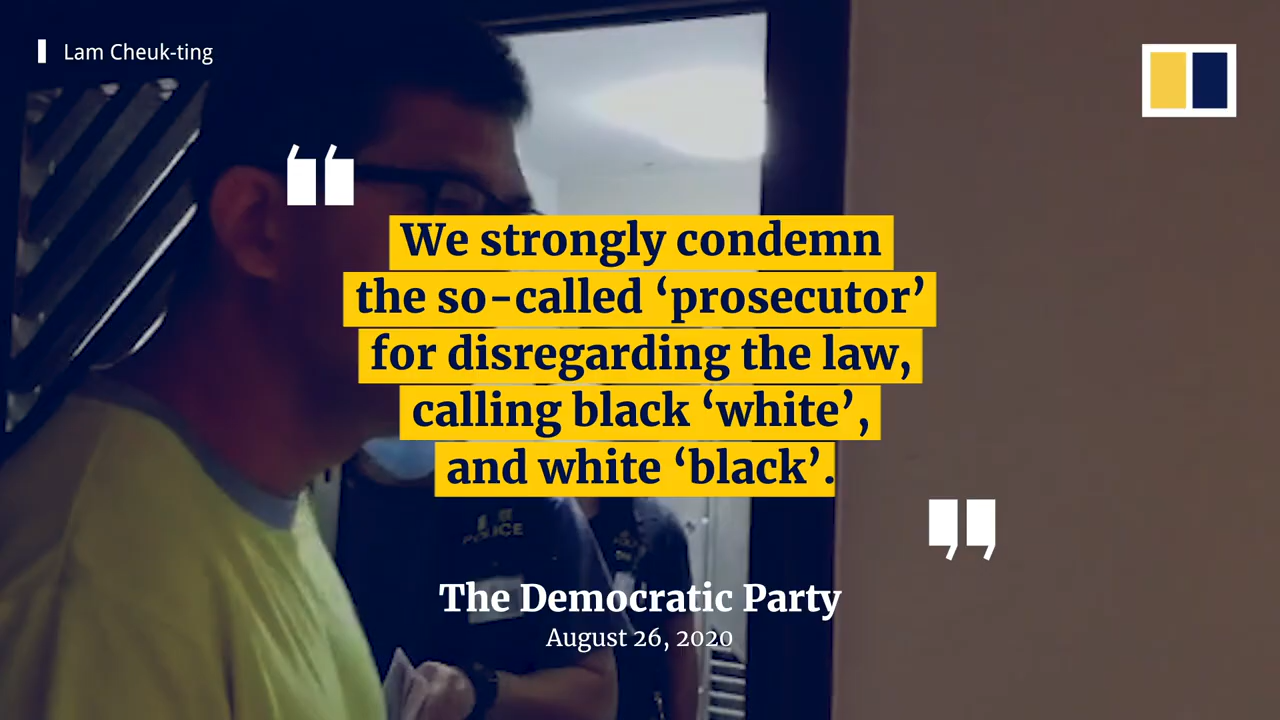 Lam Cheuk-ting
“
We strongly condemn
the so-called ‘prosecutor’
for disregarding the law,
calling black ‘white’,
and white ‘black’.
”
POLICE
The Democratic Party
August 26, 2020